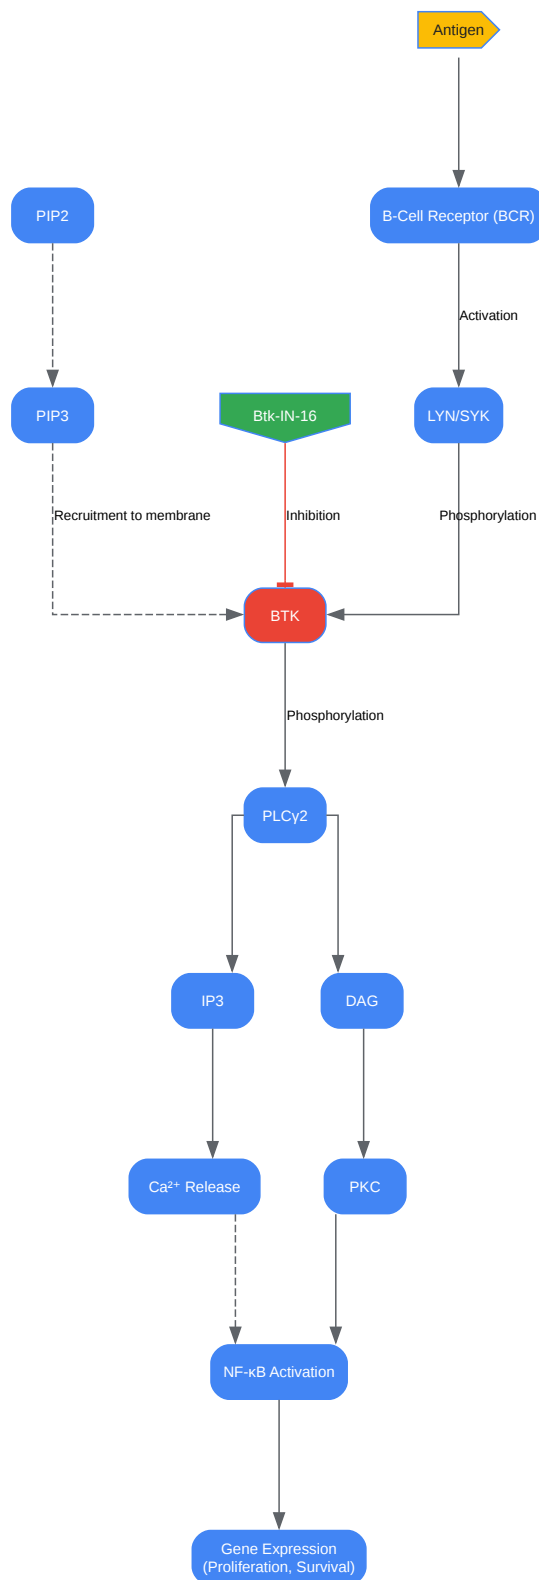 Antigen
PIP2
B-Cell Receptor (BCR)
Activation
PIP3
Btk-IN-16
LYN/SYK
Recruitment to membrane
Inhibition
Phosphorylation
BTK
Phosphorylation
PLCγ2
IP3
DAG
Ca²⁺ Release
PKC
NF-κB Activation
Gene Expression
(Proliferation, Survival)